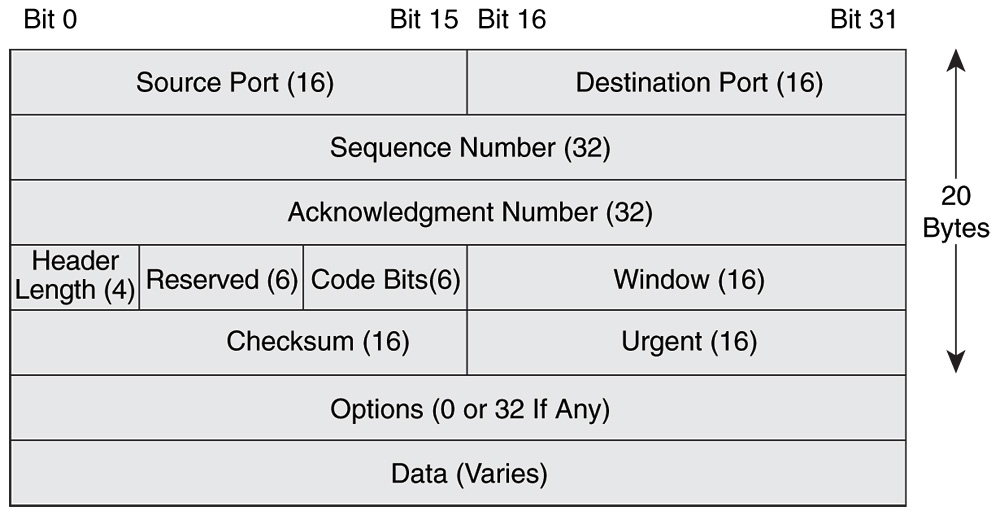 Bit 0 Bit 15 Bit 16 Bit 31
Source Port (16) Destination Port (16)
Sequence Number (32)
Acknowledgment Number (32)
20
Bytes
Header
Length (4) Reserved (6) Code Bits(6) Window (16)
Checksum (16) Urgent (16)
Options (0 or 32 If Any)
Data (Varies)